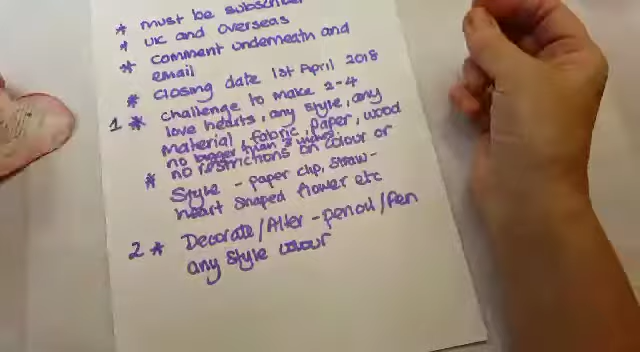 * must be subscriber
* UK and Overseas
* comment underneath and
email
* closing date 1st April 2018
1 * challenge to make 2-4
love hearts, any style, any
material, fabric, paper, wood
no bigger than 3 inches
* no restrictions on colour or
Style - paper clip, straw-
heart shaped flower etc
2 * Decorate/Alter - pencil/Pen
any style colour